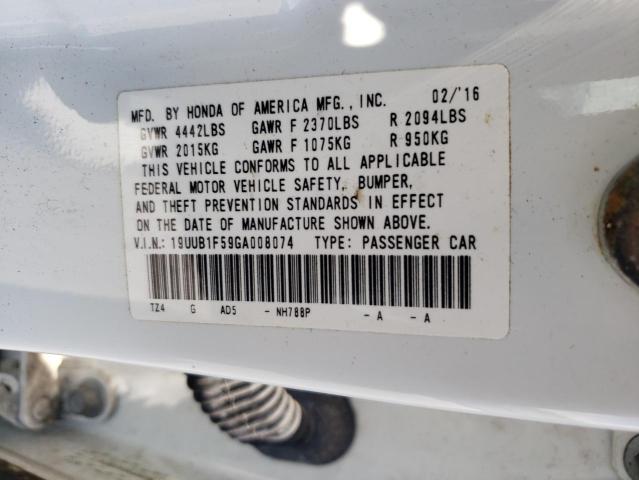 MFD. BY HONDA OF AMERICA MFG., INC. 02/'16
GVWR 4442LBS GAWR F 2370LBS R 2094LBS
GVWR 2015KG GAWR F 1075KG R 950KG
THIS VEHICLE CONFORMS TO ALL APPLICABLE
FEDERAL MOTOR VEHICLE SAFETY, BUMPER,
AND THEFT PREVENTION STANDARDS IN EFFECT
ON THE DATE OF MANUFACTURE SHOWN ABOVE.
V.I.N.: 19UUB1F59GA008074 TYPE: PASSENGER CAR
TZ4 G AD5 - NH788P - A - A